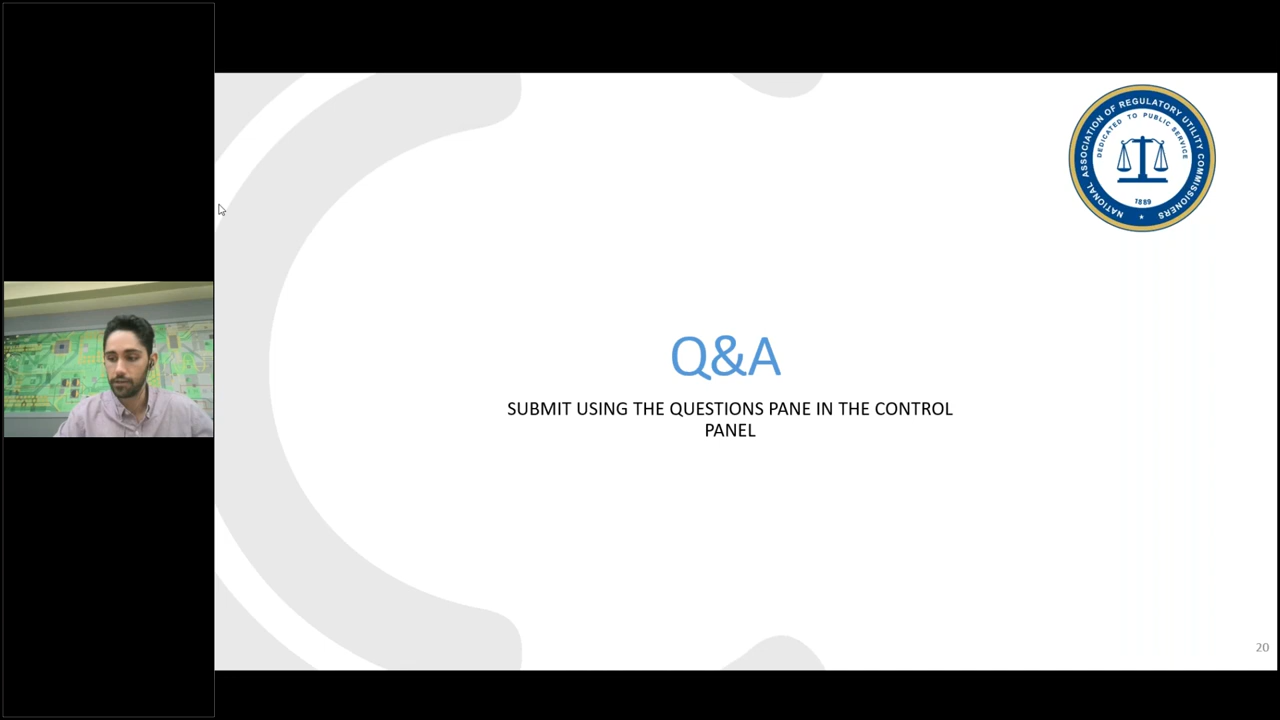 NATIONAL ASSOCIATION OF REGULATORY UTILITY COMMISSIONERS
DEDICATED TO PUBLIC SERVICE
1889
Q&A
SUBMIT USING THE QUESTIONS PANE IN THE CONTROL
PANEL
20